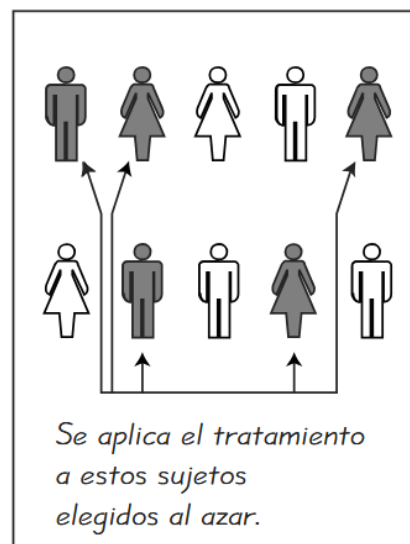 Se aplica el tratamiento
a estos sujetos
elegidos al azar.